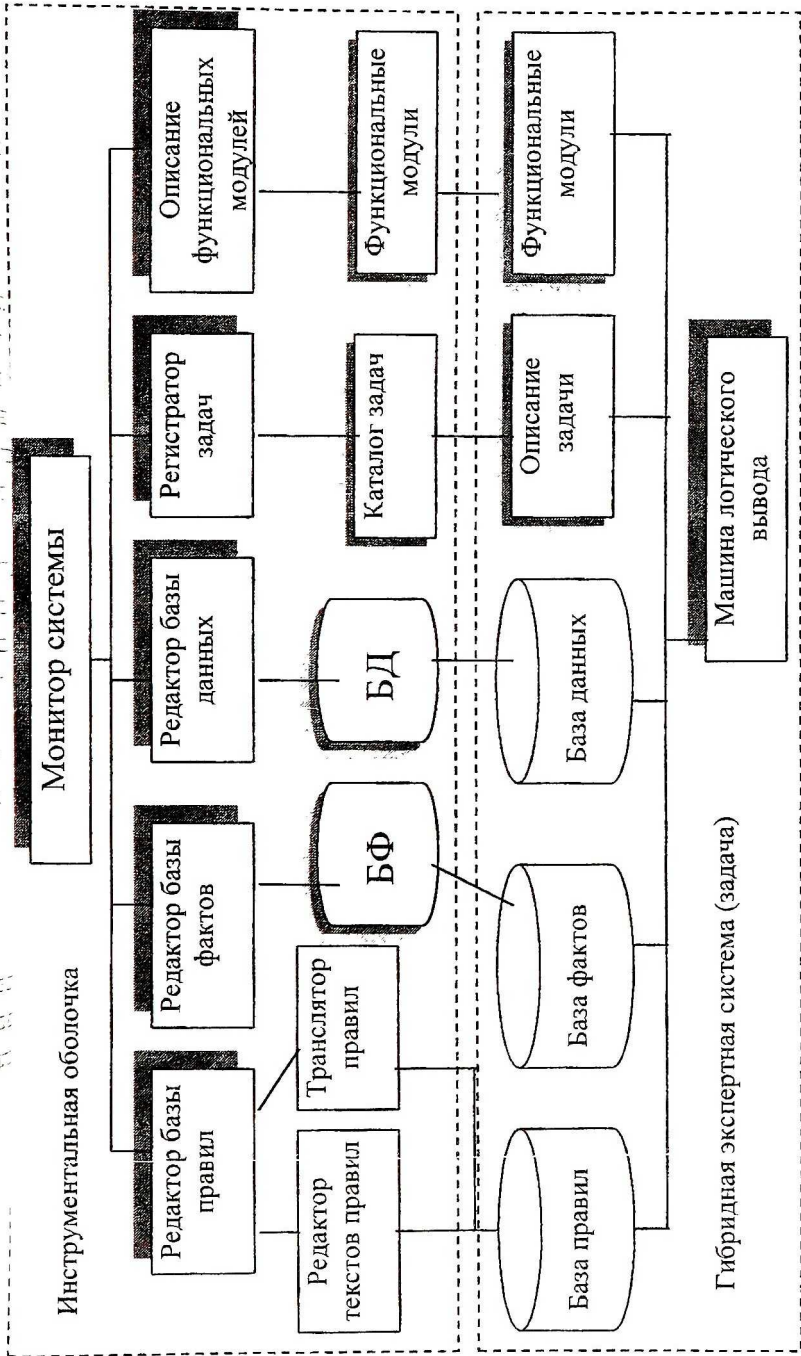 Инструментальная оболочка
Монитор системы
Редактор базы
правил
Редактор базы
фактов
Редактор базы
данных
Регистратор
задач
Описание
функциональных
модулей
Редактор
текстов правил
Транслятор
правил
БФ
БД
Каталог задач
Функциональные
модули
База правил
База фактов
База данных
Описание
задачи
Функциональные
модули
Гибридная экспертная система (задача)
Машина логического
вывода